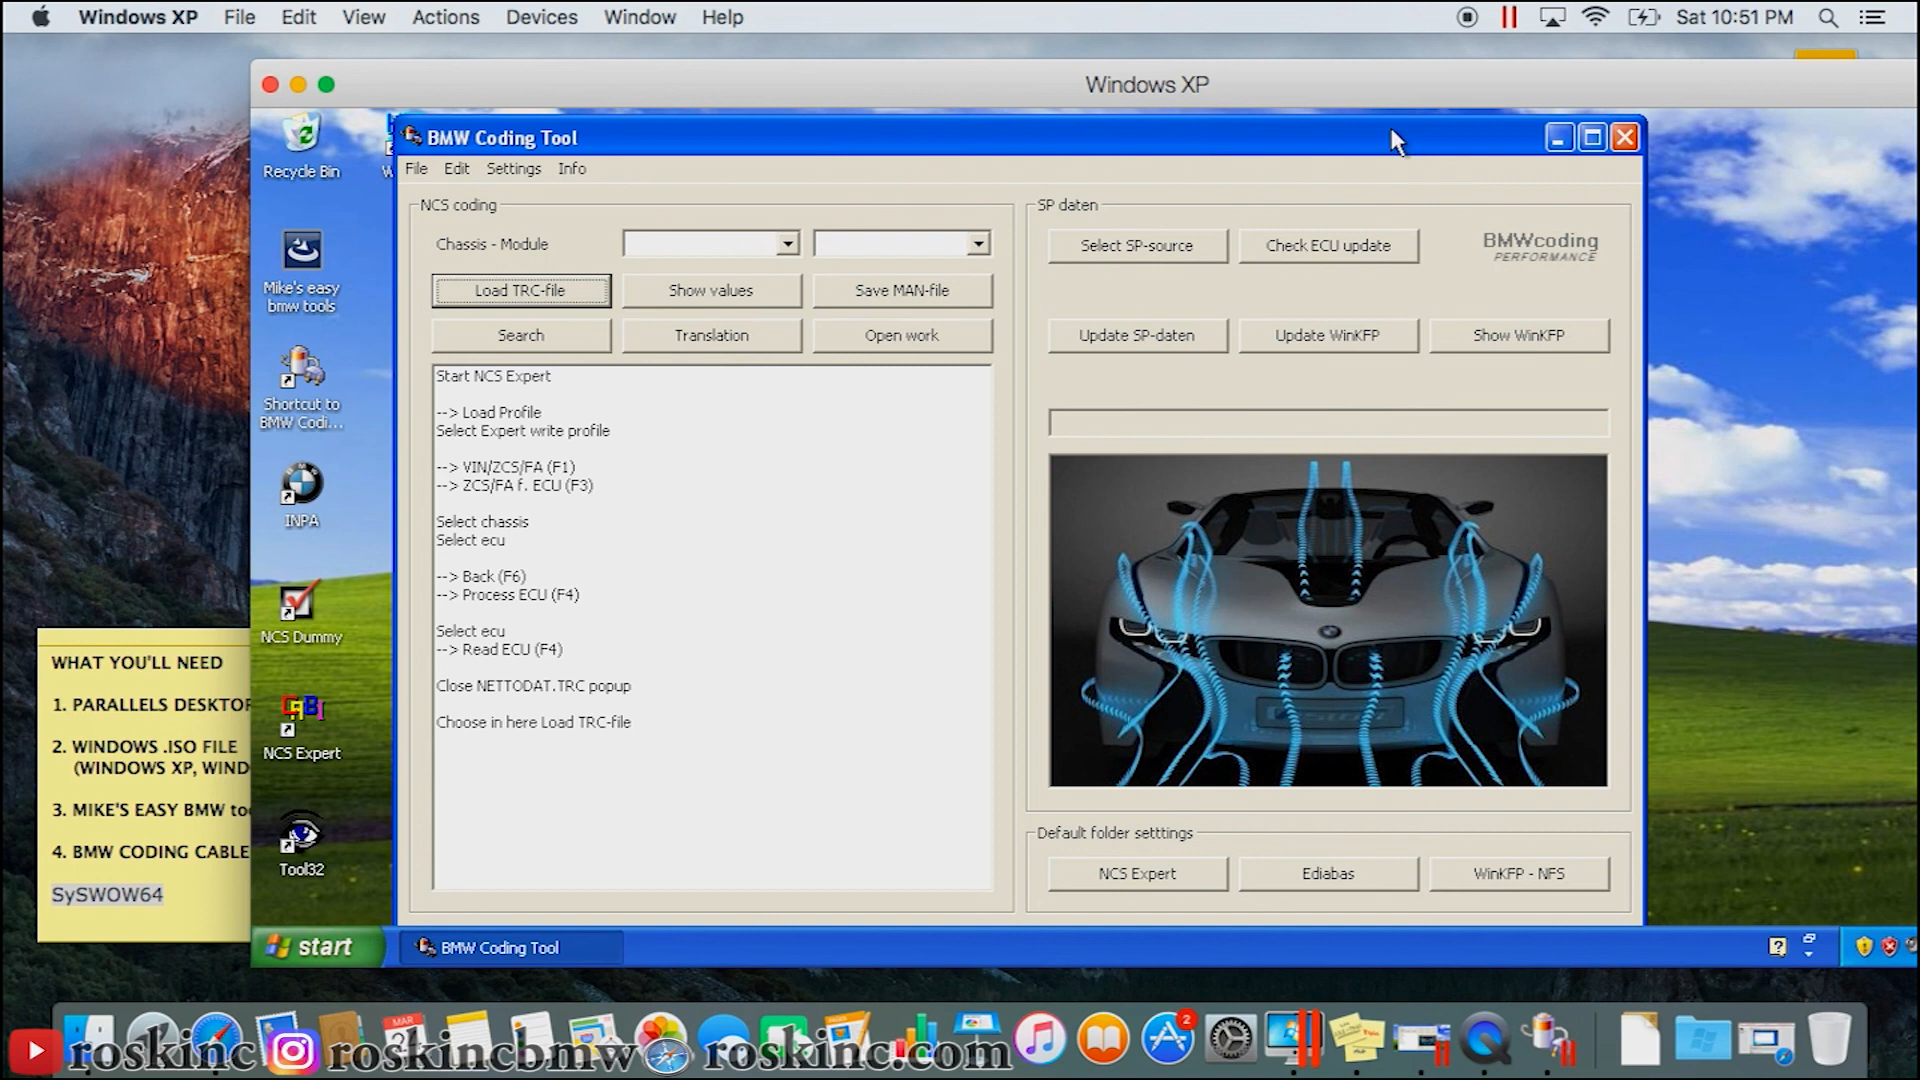 Windows XP File Edit View Actions Devices Window Help
Sat 10:51 PM
Windows XP
Recycle Bin
Mike's easy
bmw tools
Shortcut to
BMW Codi...
INPA
NCS Dummy
NCS Expert
Tool32
BMW Coding Tool
File Edit Settings Info
NCS coding
Chassis - Module
Load TRC-file
Show values
Save MAN-file
Search
Translation
Open work
Start NCS Expert
--> Load Profile
Select Expert write profile
--> VIN/ZCS/FA (F1)
--> ZCS/FA f. ECU (F3)
Select chassis
Select ecu
--> Back (F6)
--> Process ECU (F4)
Select ecu
--> Read ECU (F4)
Close NETTODAT.TRC popup
Choose in here Load TRC-file
SP daten
Select SP-source
Check ECU update
BMWcoding
PERFORMANCE
Update SP-daten
Update WinKFP
Show WinKFP
Default folder setttings
NCS Expert
Ediabas
WinKFP - NFS
WHAT YOU'LL NEED
1. PARALLELS DESKTOP
2. WINDOWS .ISO FILE
(WINDOWS XP, WIND
3. MIKE'S EASY BMW too
4. BMW CODING CABLE
SySWOW64
start
BMW Coding Tool
MAR
2
roskinc roskincbmw roskinc.com